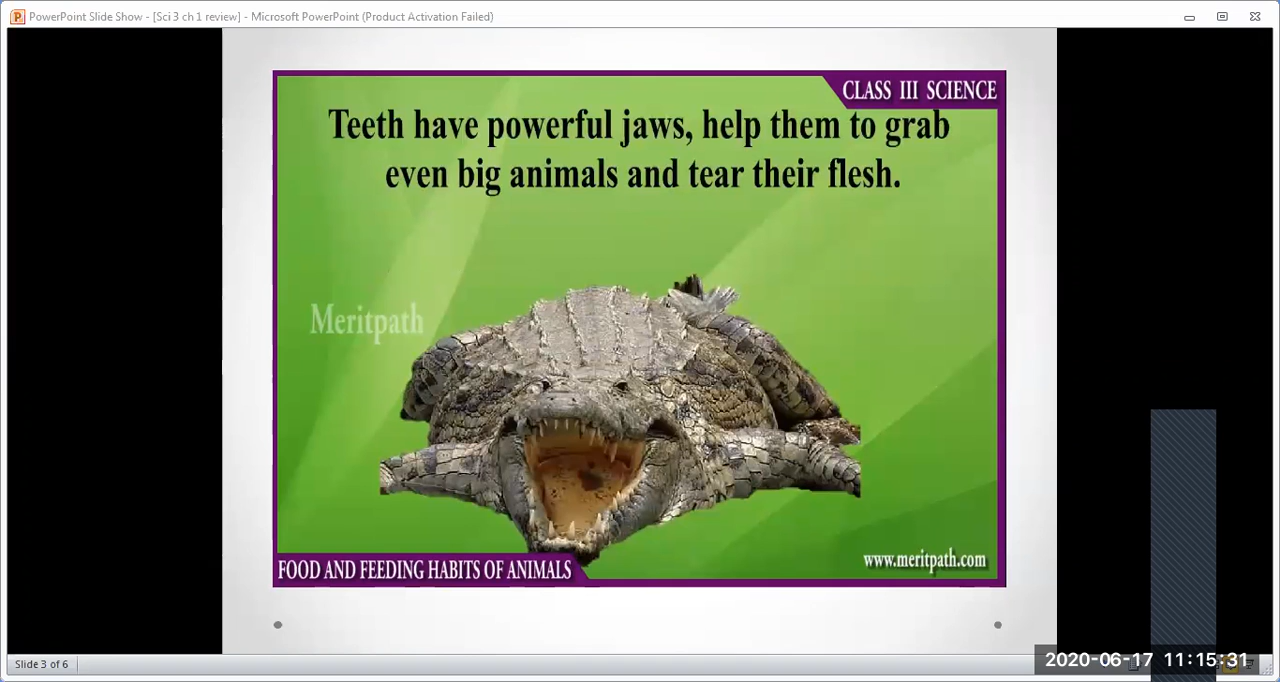 PowerPoint Slide Show - [Sci 3 ch 1 review] - Microsoft PowerPoint (Product Activation Failed)
CLASS III SCIENCE
Teeth have powerful jaws, help them to grab
even big animals and tear their flesh.
Meritpath
www.meritpath.com
FOOD AND FEEDING HABITS OF ANIMALS
Slide 3 of 6
2020-06-17 11:15:31